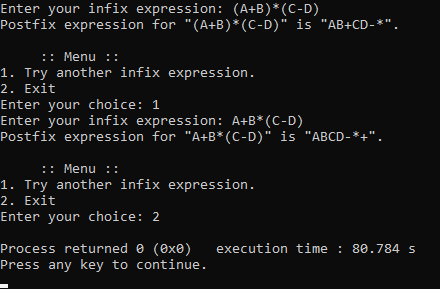 Enter your infix expression: (A+B)*(C-D)
Postfix expression for "(A+B)*(C-D)" is "AB+CD-*".
:: Menu ::
1. Try another infix expression.
2. Exit
Enter your choice: 1
Enter your infix expression: A+B*(C-D)
Postfix expression for "A+B*(C-D)" is "ABCD-*+".
:: Menu ::
1. Try another infix expression.
2. Exit
Enter your choice: 2
Process returned 0 (0x0)   execution time : 80.784 s
Press any key to continue.